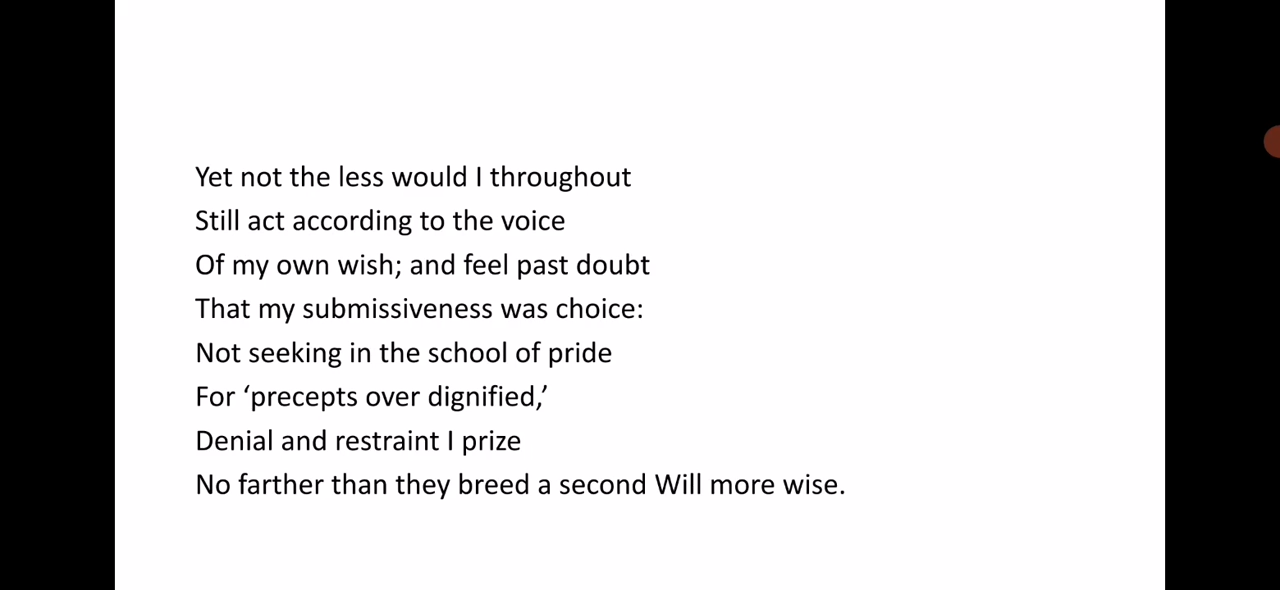 Yet not the less would I throughout
Still act according to the voice
Of my own wish; and feel past doubt
That my submissiveness was choice:
Not seeking in the school of pride
For ‘precepts over dignified,’
Denial and restraint I prize
No farther than they breed a second Will more wise.